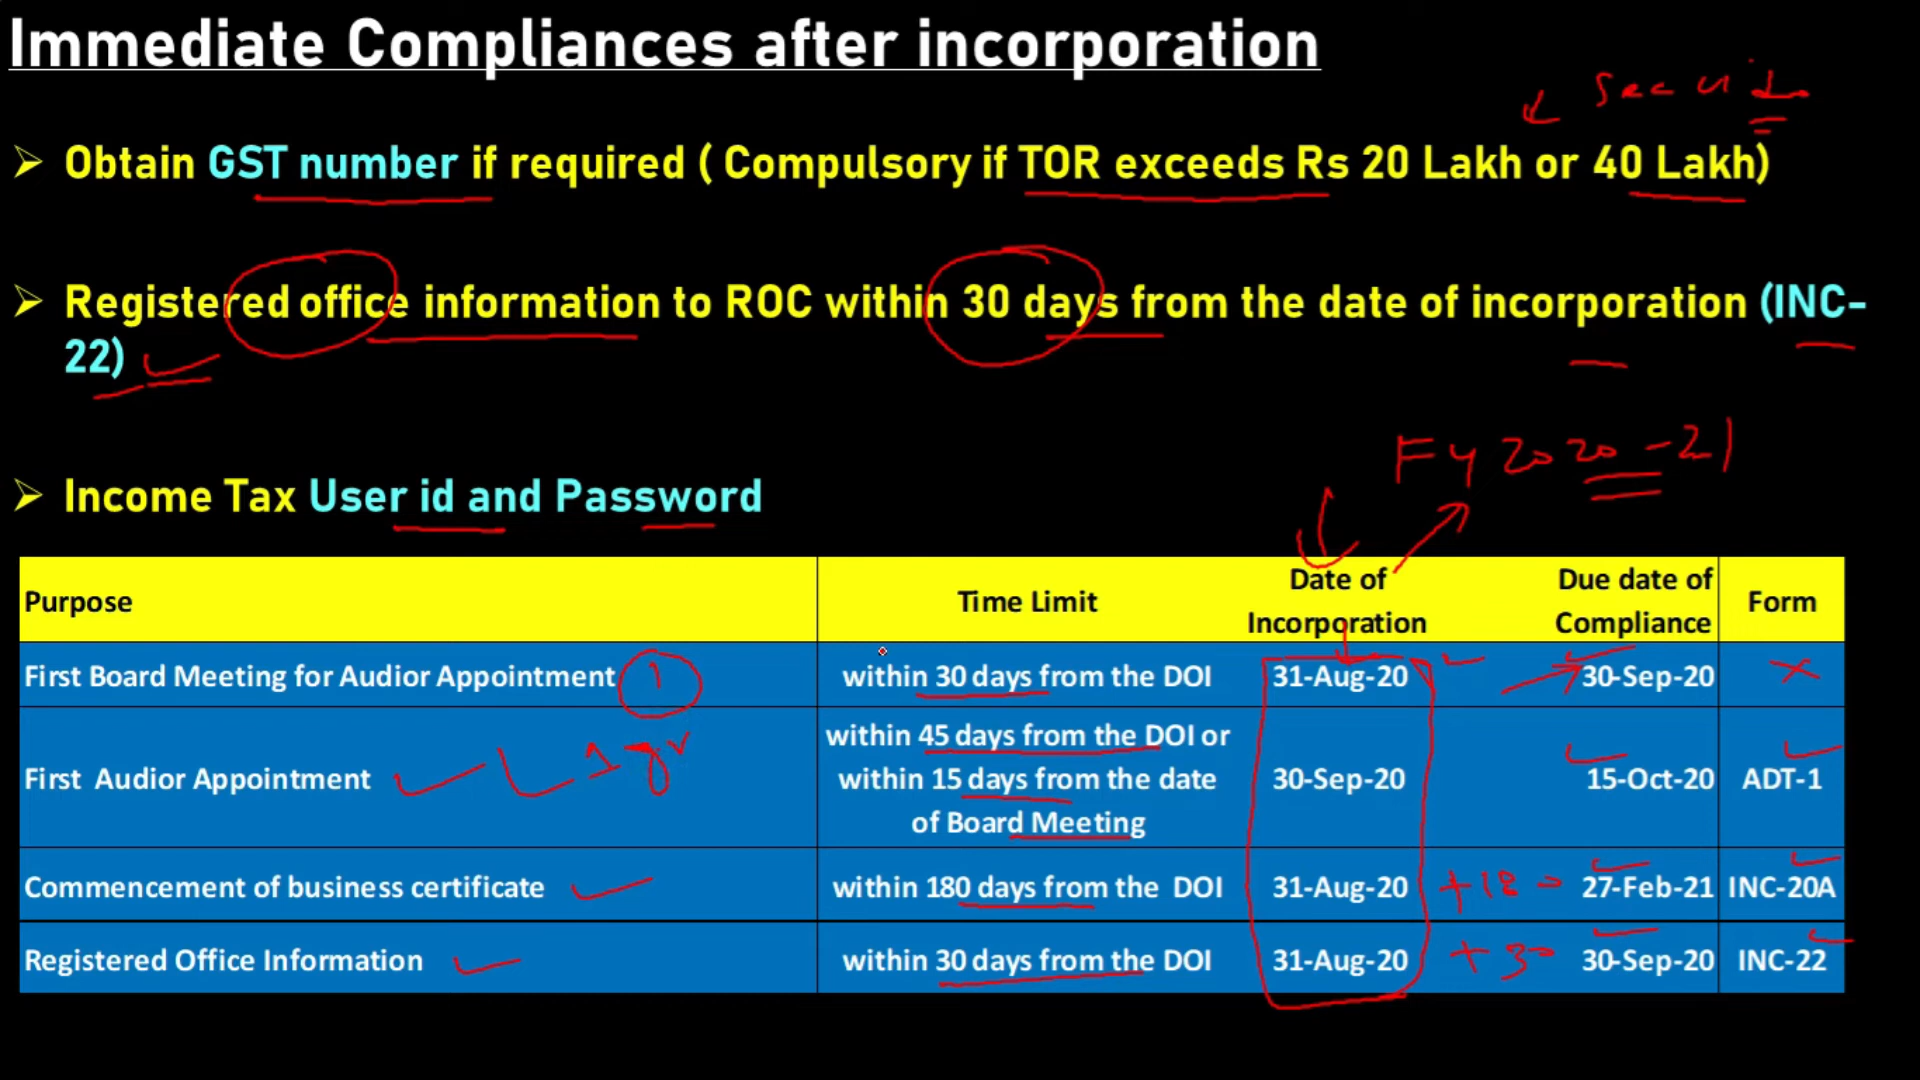 Immediate Compliances after incorporation
➢ Obtain GST number if required ( Compulsory if TOR exceeds Rs 20 Lakh or 40 Lakh)
➢ Registered office information to ROC within 30 days from the date of incorporation (INC-
22)
FY 2020-21
➢ Income Tax User id and Password
Purpose Time Limit Date of Incorporation Due date of Compliance Form
First Board Meeting for Audior Appointment 1 within 30 days from the DOI 31-Aug-20 30-Sep-20
First Audior Appointment within 45 days from the DOI or within 15 days from the date of Board Meeting 30-Sep-20 15-Oct-20 ADT-1
Commencement of business certificate within 180 days from the DOI 31-Aug-20 27-Feb-21 INC-20A
Registered Office Information within 30 days from the DOI 31-Aug-20 +30 30-Sep-20 INC-22